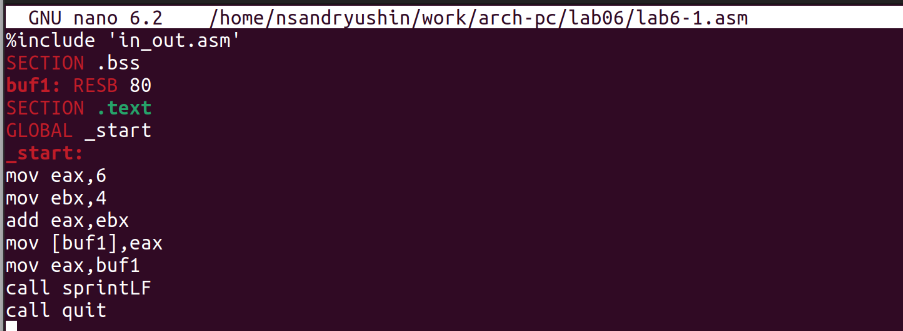 GNU nano 6.2    /home/nsandryushin/work/arch-pc/lab06/lab6-1.asm
%include 'in_out.asm'
SECTION .bss
buf1: RESB 80
SECTION .text
GLOBAL _start
_start:
mov eax,6
mov ebx,4
add eax,ebx
mov [buf1],eax
mov eax,buf1
call sprintLF
call quit